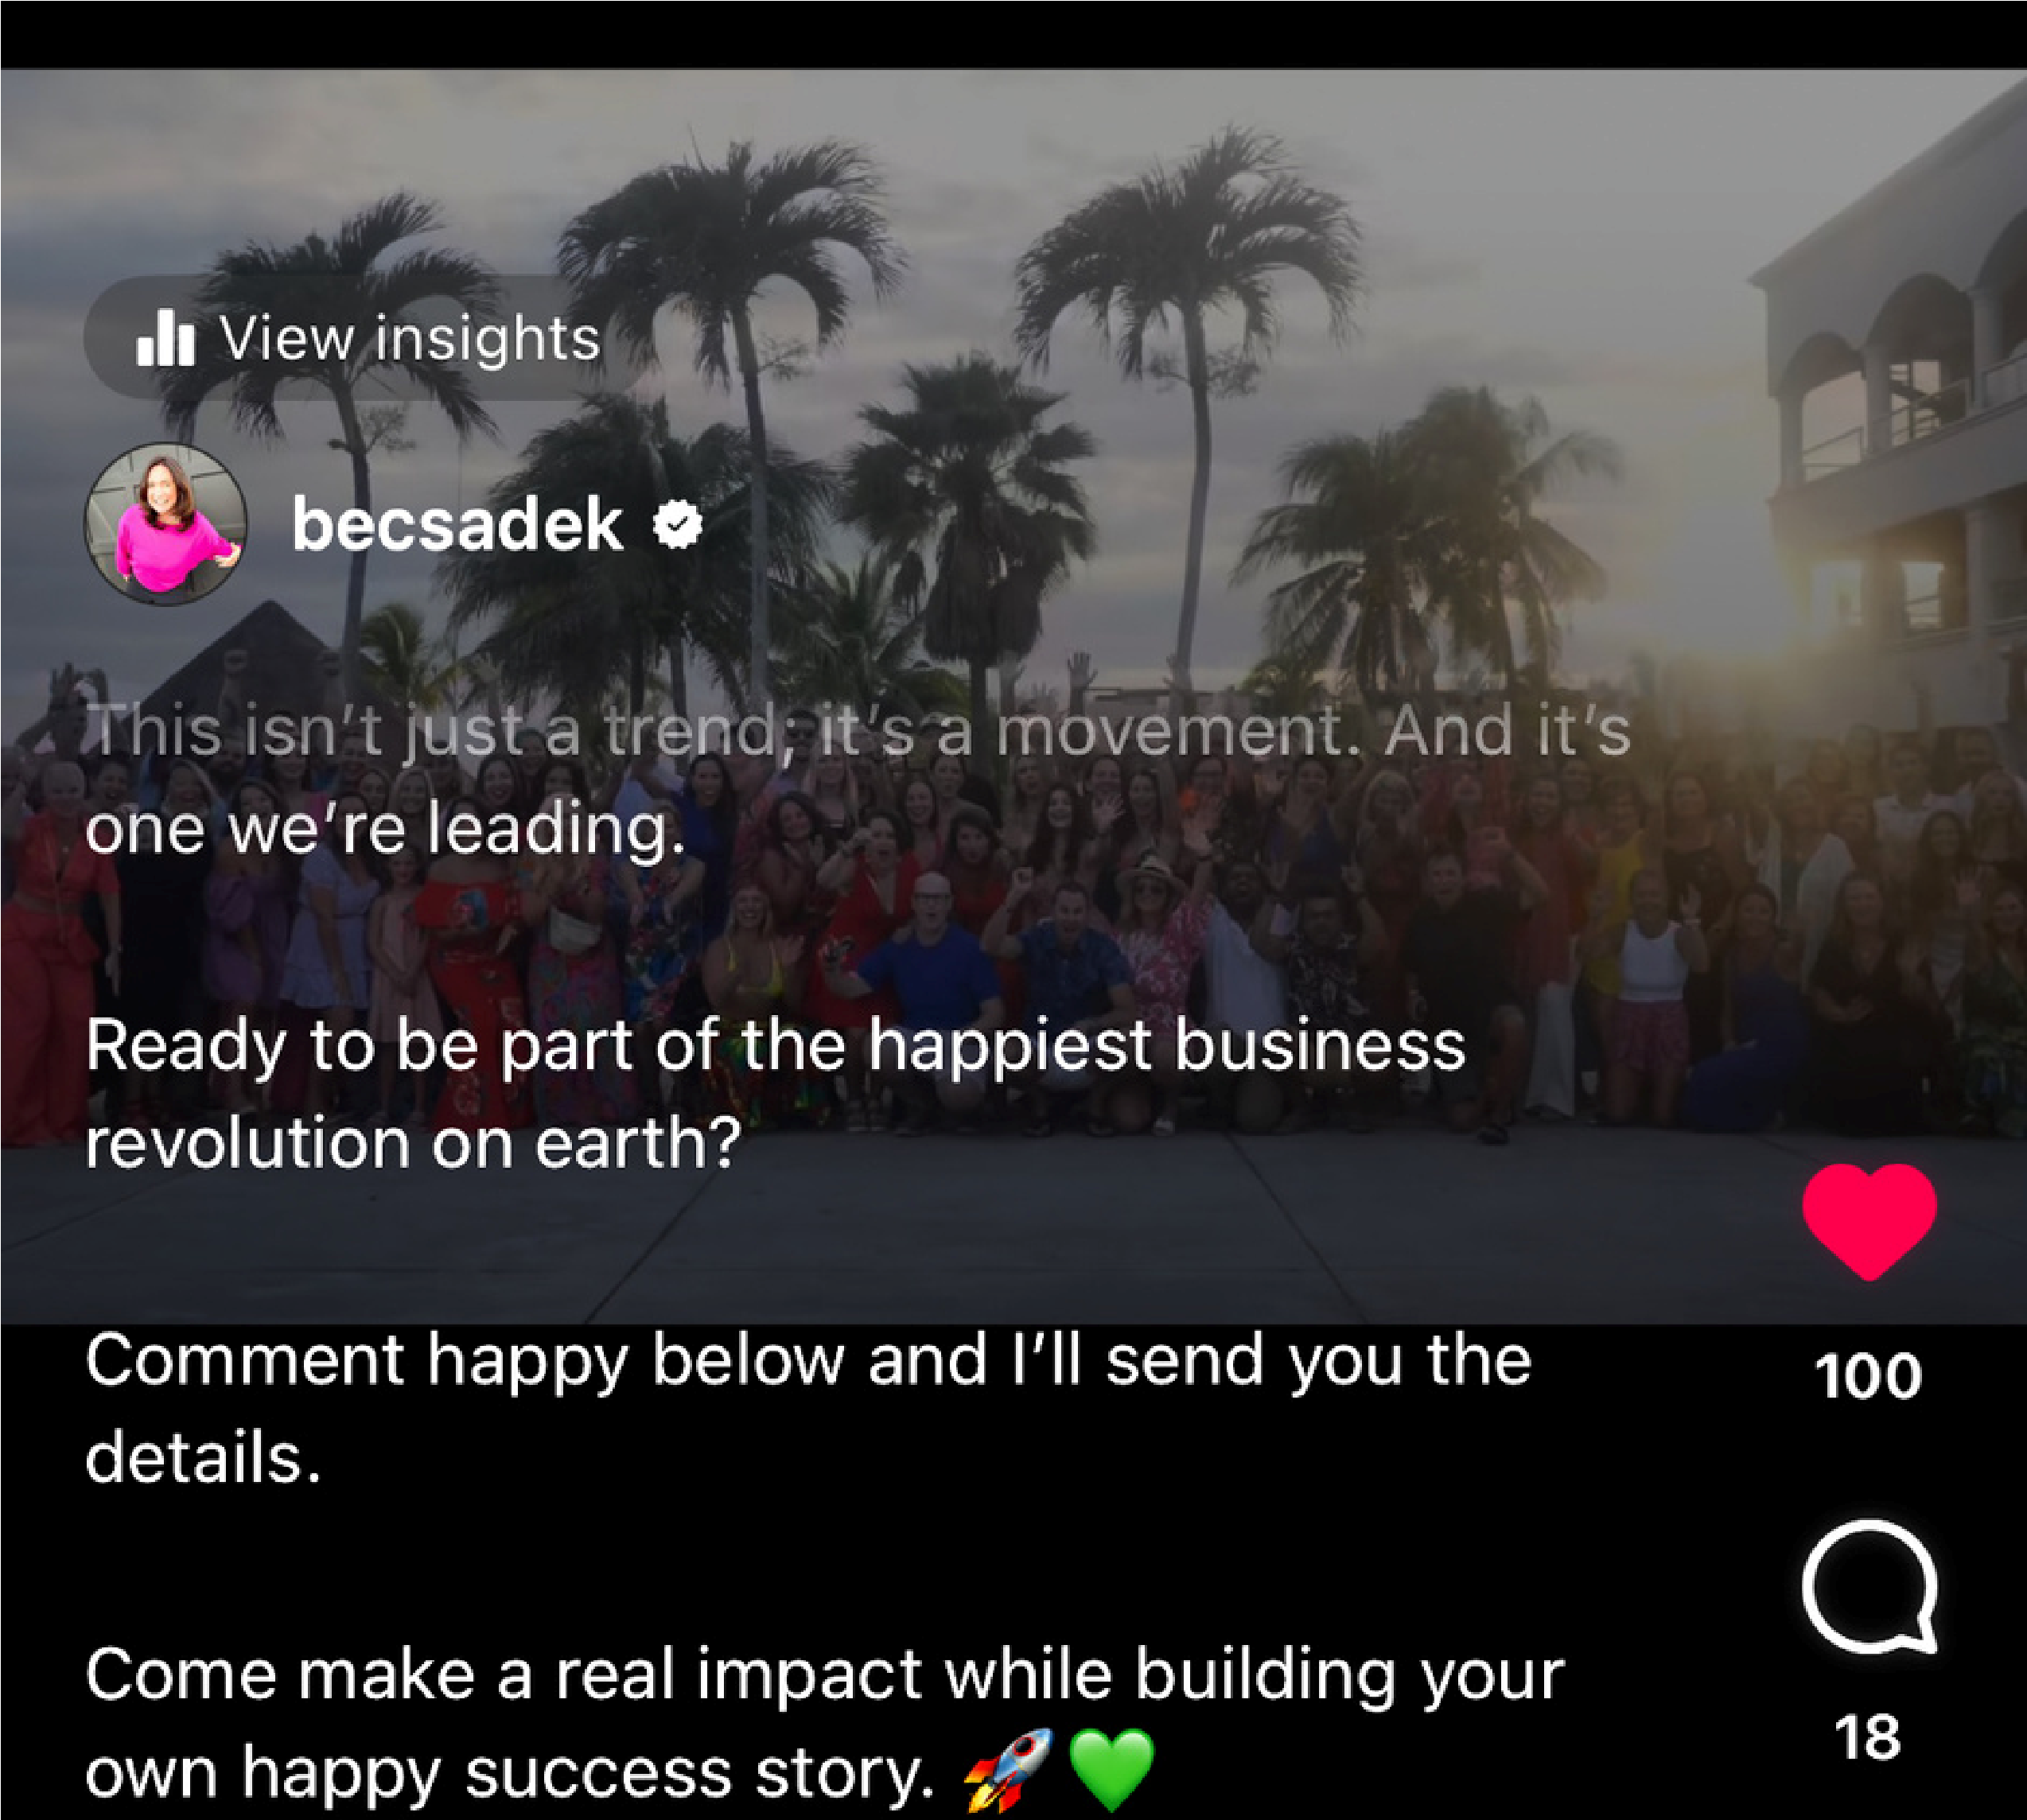 View insights
becsadek
This isn’t just a trend; it’s a movement. And it’s
one we’re leading.
Ready to be part of the happiest business
revolution on earth?
Comment happy below and I’ll send you the
details.
100
Come make a real impact while building your
own happy success story. 🚀💚
18